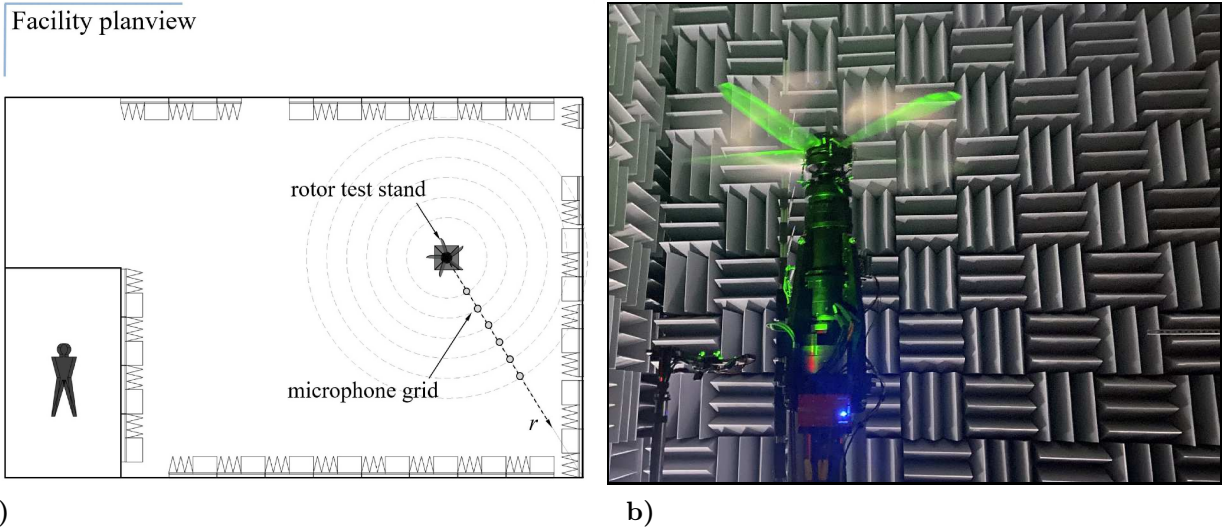 Facility planview
rotor test stand
microphone grid
r
)
b)